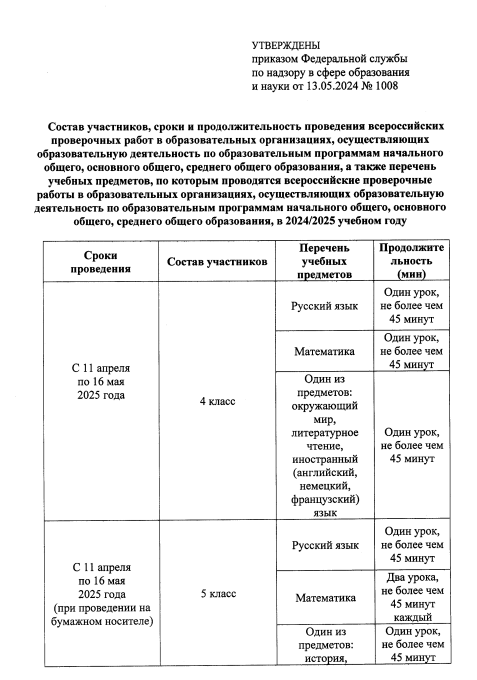 УТВЕРЖДЕНЫ
приказом Федеральной службы
по надзору в сфере образования
и науки от 13.05.2024 № 1008
Состав участников, сроки и продолжительность проведения всероссийских
проверочных работ в образовательных организациях, осуществляющих
образовательную деятельность по образовательным программам начального
общего, основного общего, среднего общего образования, а также перечень
учебных предметов, по которым проводятся всероссийские проверочные
работы в образовательных организациях, осуществляющих образовательную
деятельность по образовательным программам начального общего, основного
общего, среднего общего образования, в 2024/2025 учебном году
Сроки
проведения
Состав участников
Перечень
учебных
предметов
Продолжите
льность
(мин)
С 11 апреля
по 16 мая
2025 года
4 класс
Русский язык
Один урок,
не более чем
45 минут
Математика
Один урок,
не более чем
45 минут
Один из
предметов:
окружающий
мир,
литературное
чтение,
иностранный
(английский,
немецкий,
французский)
язык
Один урок,
не более чем
45 минут
С 11 апреля
по 16 мая
2025 года
(при проведении на
бумажном носителе)
5 класс
Русский язык
Один урок,
не более чем
45 минут
Математика
Два урока,
не более чем
45 минут
каждый
Один из
предметов:
история,
Один урок,
не более чем
45 минут